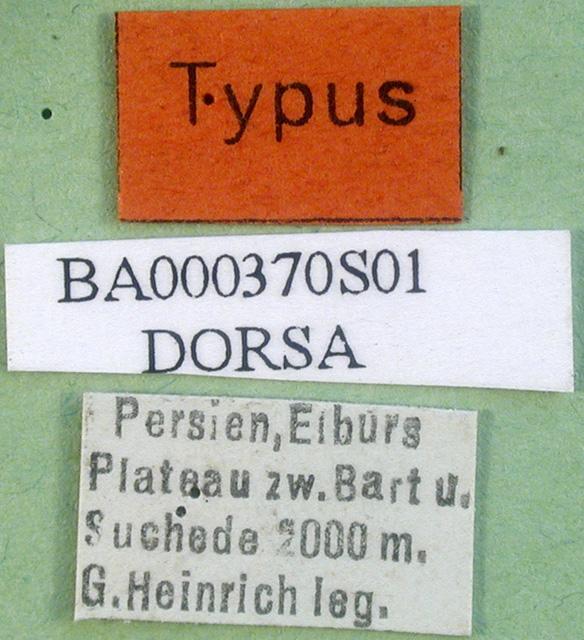 Typus
BA000370S01
DORSA
Persien, Elburs
Plateau zw. Bart u.
Suchede 2000 m.
G. Heinrich leg.